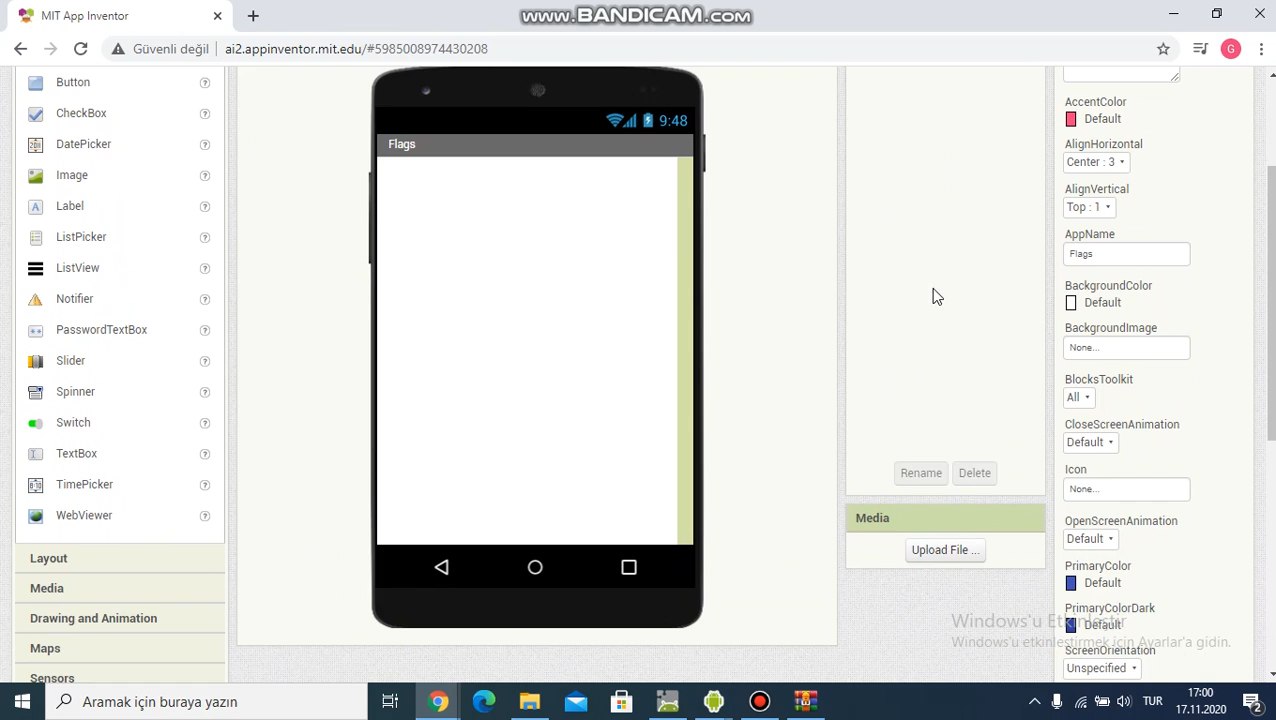 MIT App Inventor
www.BANDICAM.com
Güvenli değil
ai2.appinventor.mit.edu/#5985008974430208
G
Button
CheckBox
DatePicker
Image
Label
ListPicker
ListView
Notifier
PasswordTextBox
Slider
Spinner
Switch
TextBox
TimePicker
WebViewer
Layout
Media
Drawing and Animation
Maps
Sensors
9:48
Flags
Rename
Delete
Media
Upload File ...
AccentColor
Default
AlignHorizontal
Center : 3
AlignVertical
Top : 1
AppName
Flags
BackgroundColor
Default
BackgroundImage
None...
BlocksToolkit
All
CloseScreenAnimation
Default
Icon
None...
OpenScreenAnimation
Default
PrimaryColor
Default
PrimaryColorDark
Default
ScreenOrientation
Unspecified
Windows'u Etkinleştir
Windows'u etkinleştirmek için Ayarlar'a gidin.
Aramak için buraya yazın
TUR
17:00
17.11.2020
2